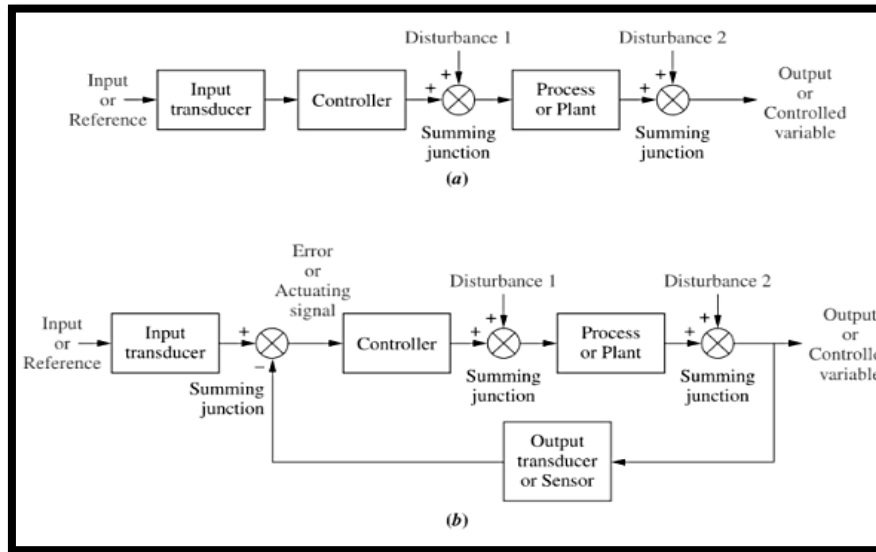 Disturbance 1
Disturbance 2
Input
or
Reference
Input
transducer
Controller
+
+
Process
or Plant
+
+
Output
or
Controlled
variable
Summing
junction
Summing
junction
(a)
Error
or
Actuating
signal
Disturbance 1
Disturbance 2
Input
or
Reference
Input
transducer
+
−
Summing
junction
Controller
+
+
Summing
junction
Process
or Plant
+
+
Summing
junction
Output
or
Controlle
variable
Output
transducer
or Sensor
(b)